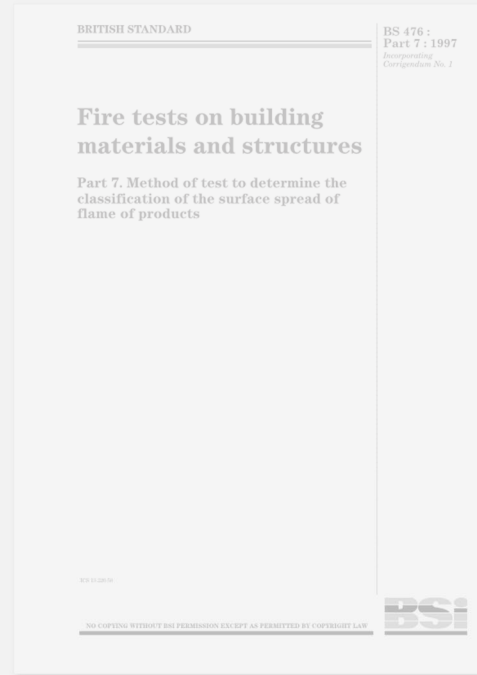 BRITISH STANDARD
BS 476 :
Part 7 : 1997
Incorporating
Corrigendum No. 1
Fire tests on building
materials and structures
Part 7. Method of test to determine the
classification of the surface spread of
flame of products
NO COPYING WITHOUT BSI PERMISSION EXCEPT AS PERMITTED BY COPYRIGHT LAW
BSi